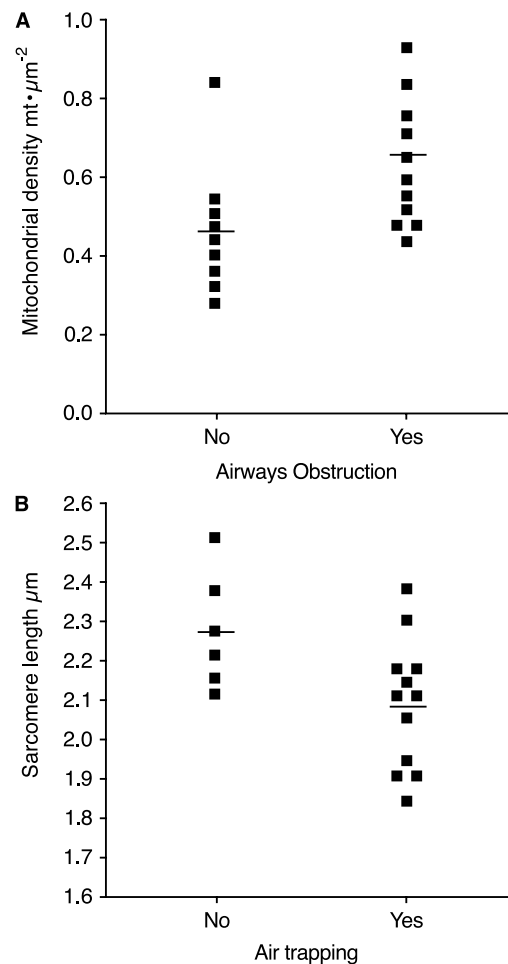 A
Mitochondrial density mt•μm⁻²
1.0
0.8
0.6
0.4
0.2
0.0
No Yes
Airways Obstruction
B
Sarcomere length μm
2.6
2.5
2.4
2.3
2.2
2.1
2.0
1.9
1.8
1.7
1.6
No Yes
Air trapping